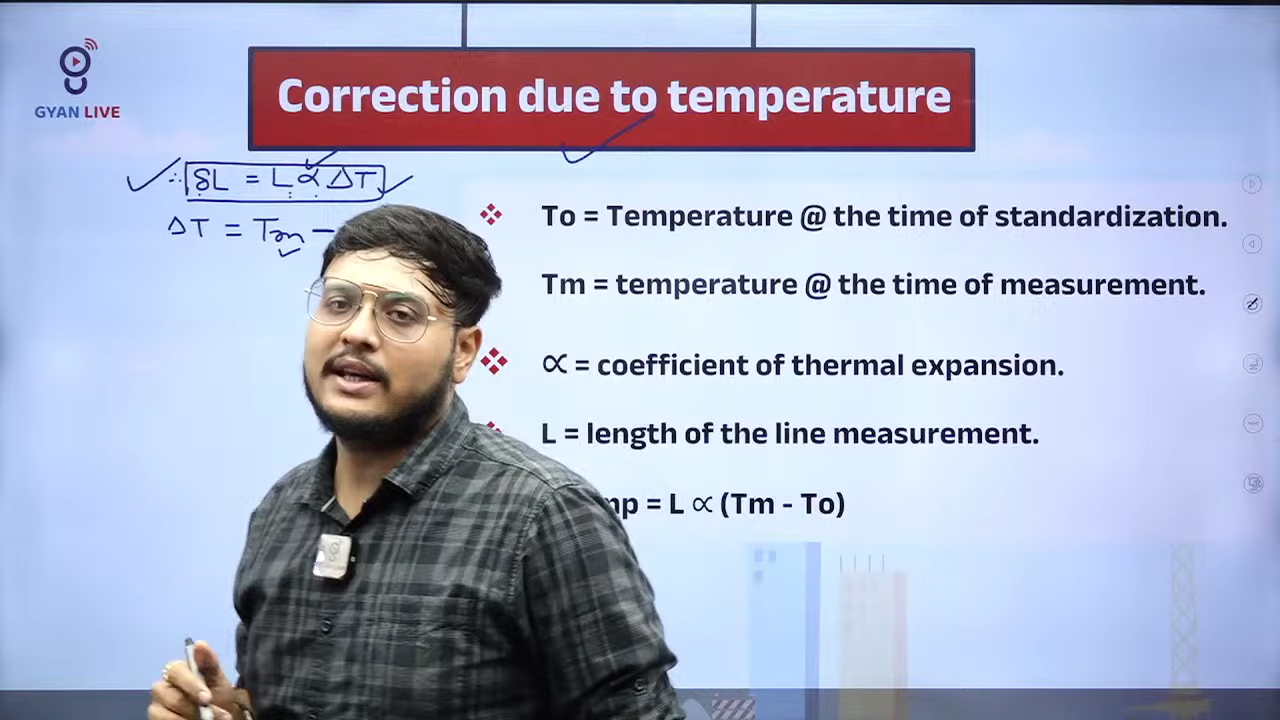 Correction due to temperature
GYAN LIVE
∴ δL = L ∝ ΔT
ΔT = Tm –
To = Temperature @ the time of standardization.
Tm = temperature @ the time of measurement.
∝ = coefficient of thermal expansion.
L = length of the line measurement.
= L ∝ (Tm - To)